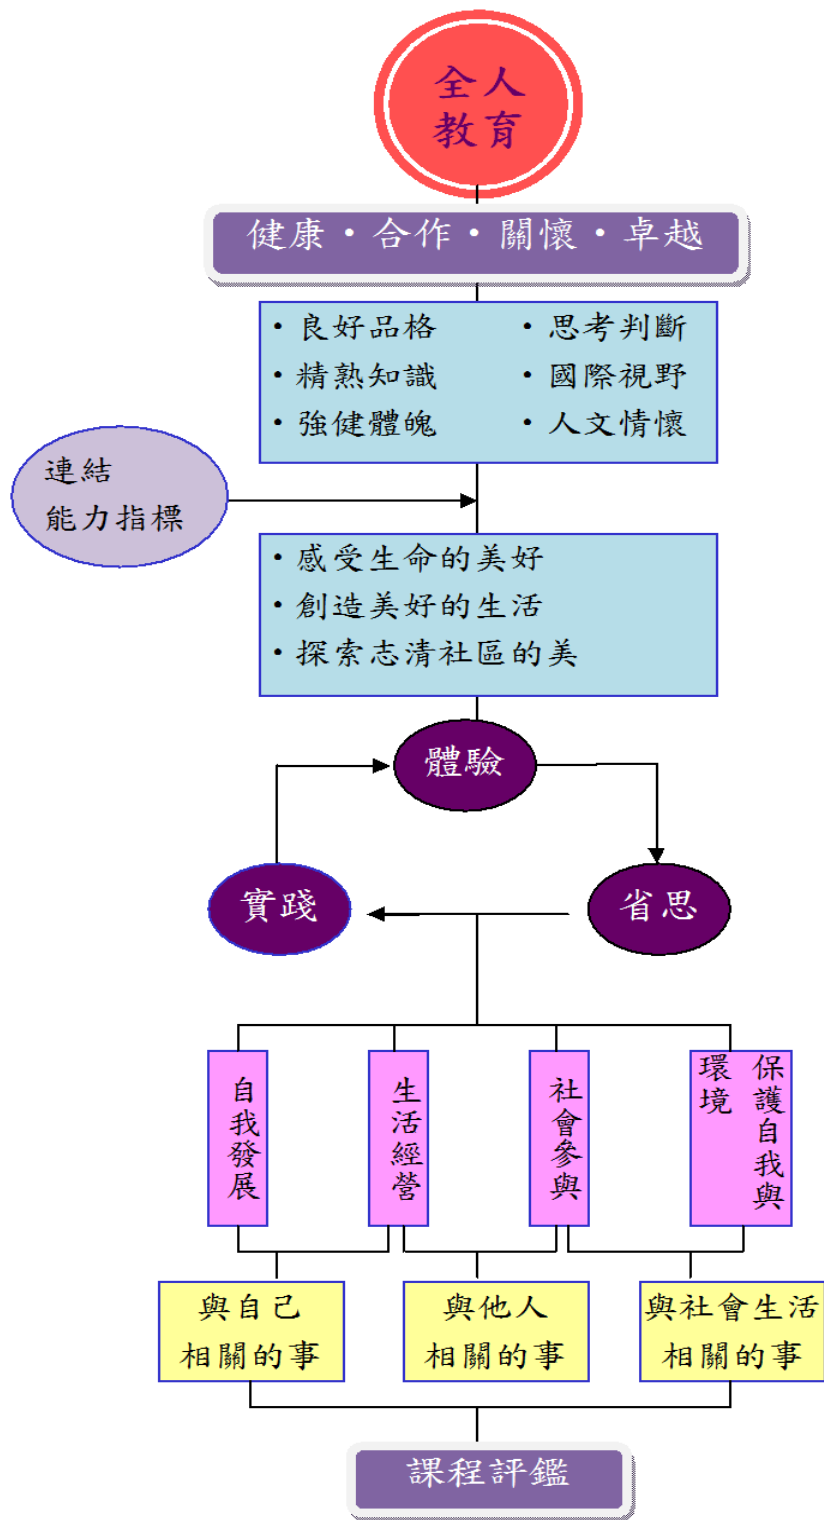 全人
教育
健康·合作·關懷·卓越
·良好品格
·思考判斷
·精熟知識
·國際視野
·強健體魄
·人文情懷
連結
能力指標
·感受生命的美好
·創造美好的生活
·探索志清社區的美
體驗
實踐
省思
自我發展
生活經營
社會參與
保護自我與
環境
與自己
相關的事
與他人
相關的事
與社會生活
相關的事
課程評鑑